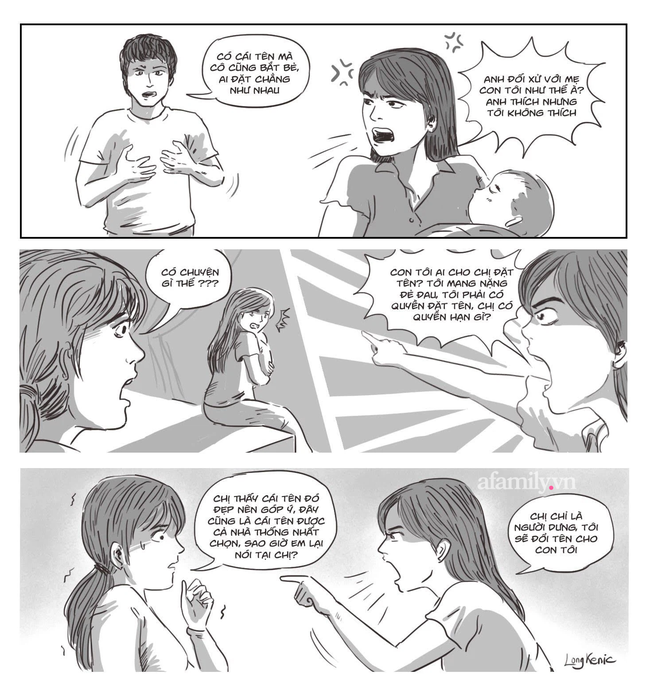 CÓ CÁI TÊN MÀ
CÓ CŨNG BẮT BẺ,
AI ĐẶT CHẲNG
NHƯ NHAU
ANH ĐỐI XỬ VỚI MẸ
CON TÔI NHƯ THẾ À?
ANH THÍCH NHƯNG
TÔI KHÔNG THÍCH
CÓ CHUYỆN
GÌ THẾ ???
CON TÔI AI CHO CHỊ ĐẶT
TÊN? TÔI MANG NẶNG
ĐẺ ĐAU, TÔI PHẢI CÓ
QUYỀN ĐẶT TÊN, CHỊ CÓ
QUYỀN HẠN GÌ?
afamily.vn
CHỊ THẤY CÁI TÊN ĐÓ
ĐẸP NÊN GÓP Ý, ĐÂY
CŨNG LÀ CÁI TÊN ĐƯỢC
CẢ NHÀ THỐNG NHẤT
CHỌN, SAO GIỜ EM LẠI
NÓI TẠI CHỊ?
CHỊ CHỈ LÀ
NGƯỜI DƯNG, TÔI
SẼ ĐỔI TÊN CHO
CON TÔI
LongKenic